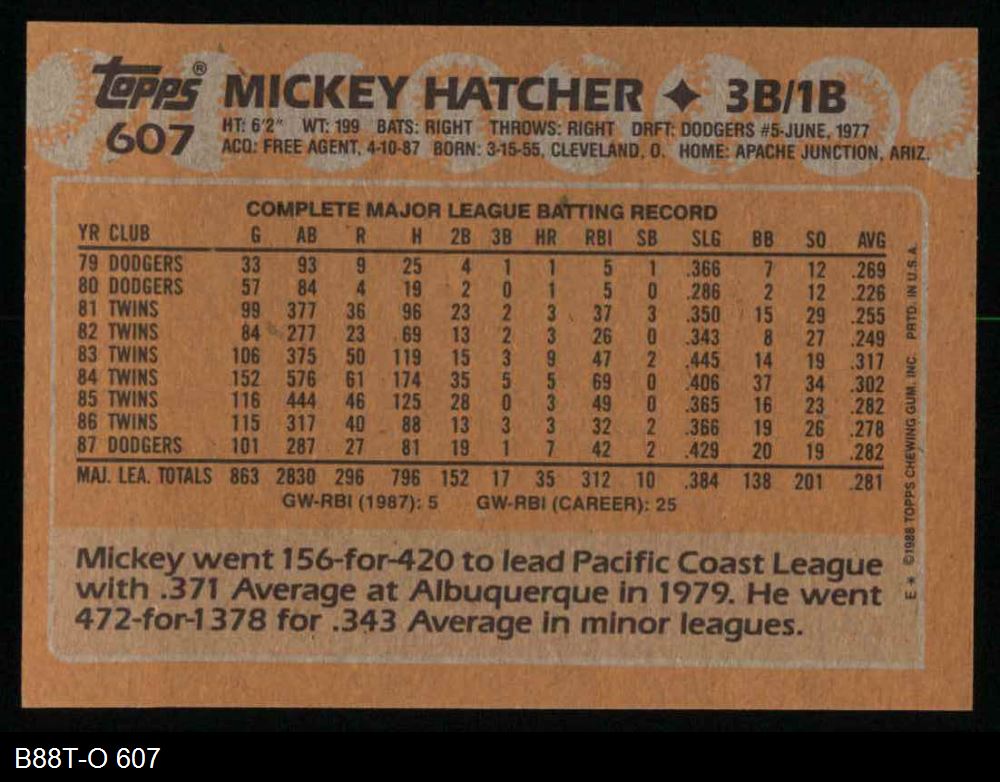 topps® MICKEY HATCHER ✦ 3B/1B
607 HT: 6'2" WT: 199 BATS: RIGHT THROWS: RIGHT DRFT: DODGERS #5-JUNE, 1977
ACQ: FREE AGENT, 4-10-87 BORN: 3-15-55, CLEVELAND, O. HOME: APACHE JUNCTION, ARIZ.
COMPLETE MAJOR LEAGUE BATTING RECORD
YR CLUB G AB R H 2B 3B HR RBI SB SLG BB SO AVG
79 DODGERS 33 93 9 25 4 1 1 5 1 .366 7 12 .269
80 DODGERS 57 84 4 19 2 0 1 5 0 .286 2 12 .226
81 TWINS 99 377 36 96 23 2 3 37 3 .350 15 29 .255
82 TWINS 84 277 23 69 13 2 3 26 0 .343 8 27 .249
83 TWINS 106 375 50 119 15 3 9 47 2 .445 14 19 .317
84 TWINS 152 576 61 174 35 5 5 69 0 .406 37 34 .302
85 TWINS 116 444 46 125 28 0 3 49 0 .365 16 23 .282
86 TWINS 115 317 40 88 13 3 3 32 2 .366 19 26 .278
87 DODGERS 101 287 27 81 19 1 7 42 2 .429 20 19 .282
MAJ. LEA. TOTALS 863 2830 296 796 152 17 35 312 10 .384 138 201 .281
GW-RBI (1987): 5 GW-RBI (CAREER): 25
Mickey went 156-for-420 to lead Pacific Coast League
with .371 Average at Albuquerque in 1979. He went
472-for-1378 for .343 Average in minor leagues.
E* ©1988 TOPPS CHEWING GUM, INC. PRTD. IN U.S.A.
B88T-O 607